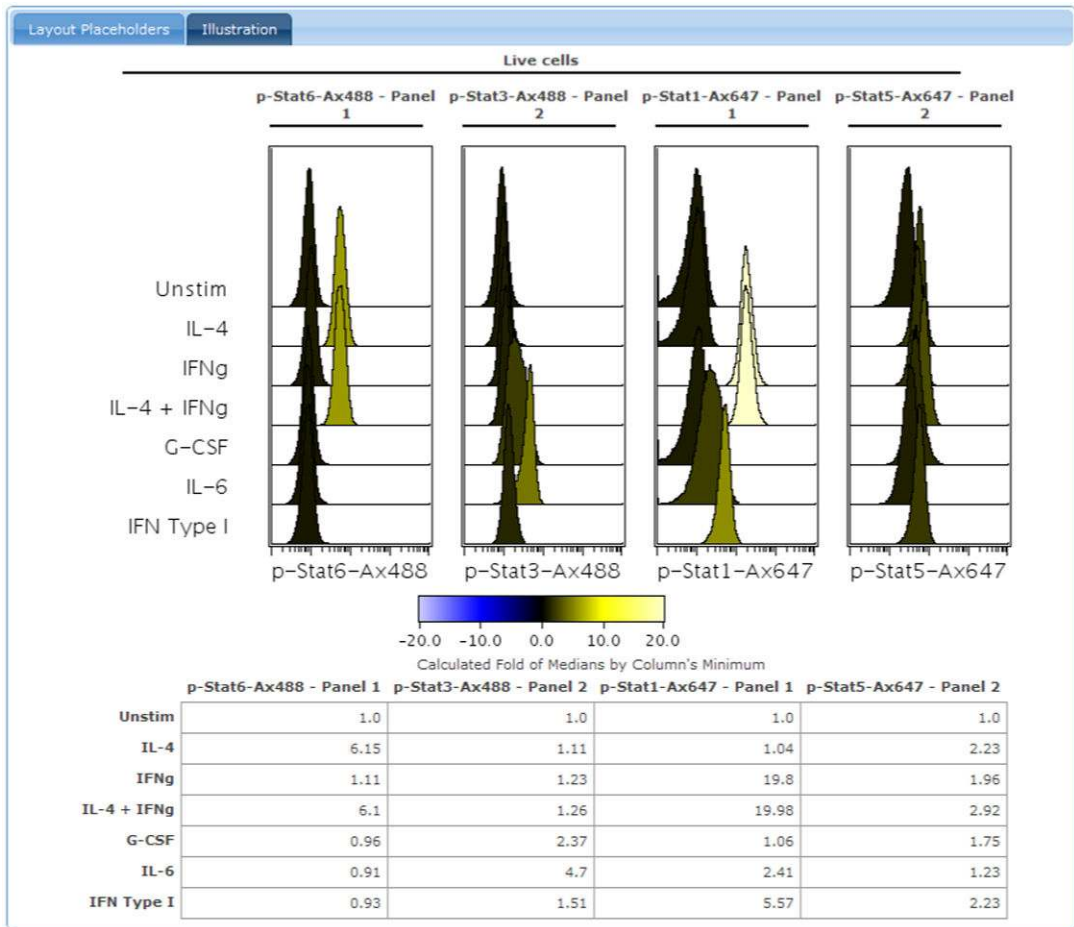 Layout Placeholders Illustration
Live cells
p-Stat6-Ax488 - Panel 1 p-Stat3-Ax488 - Panel 2 p-Stat1-Ax647 - Panel 1 p-Stat5-Ax647 - Panel 2
Unstim
IL-4
IFNg
IL-4 + IFNg
G-CSF
IL-6
IFN Type I
p-Stat6-Ax488 p-Stat3-Ax488 p-Stat1-Ax647 p-Stat5-Ax647
-20.0 -10.0 0.0 10.0 20.0
Calculated Fold of Medians by Column's Minimum
p-Stat6-Ax488 - Panel 1 p-Stat3-Ax488 - Panel 2 p-Stat1-Ax647 - Panel 1 p-Stat5-Ax647 - Panel 2
Unstim 1.0 1.0 1.0 1.0
IL-4 6.15 1.11 1.04 2.23
IFNg 1.11 1.23 19.8 1.96
IL-4 + IFNg 6.1 1.26 19.98 2.92
G-CSF 0.96 2.37 1.06 1.75
IL-6 0.91 4.7 2.41 1.23
IFN Type I 0.93 1.51 5.57 2.23